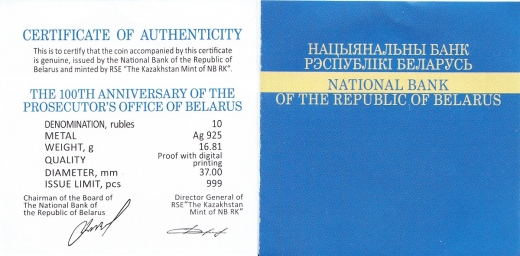 CERTIFICATE OF AUTHENTICITY
This is to certify that the coin accompanied by this certificate
is genuine, issued by the National Bank of the Republic of
Belarus and minted by RSE "The Kazakhstan Mint of NB RK".
THE 100TH ANNIVERSARY OF THE
PROSECUTOR'S OFFICE OF BELARUS
DENOMINATION, rubles 10
METAL Ag 925
WEIGHT, g 16.81
QUALITY Proof with digital
printing
DIAMETER, mm 37.00
ISSUE LIMIT, pcs 999
Chairman of the Board of
The National Bank of
the Republic of Belarus
Director General of
RSE"The Kazakhstan
Mint of NB RK"
НАЦЫЯНАЛЬНЫ БАНК
РЭСПУБЛІКІ БЕЛАРУСЬ
NATIONAL BANK
OF THE REPUBLIC OF BELARUS